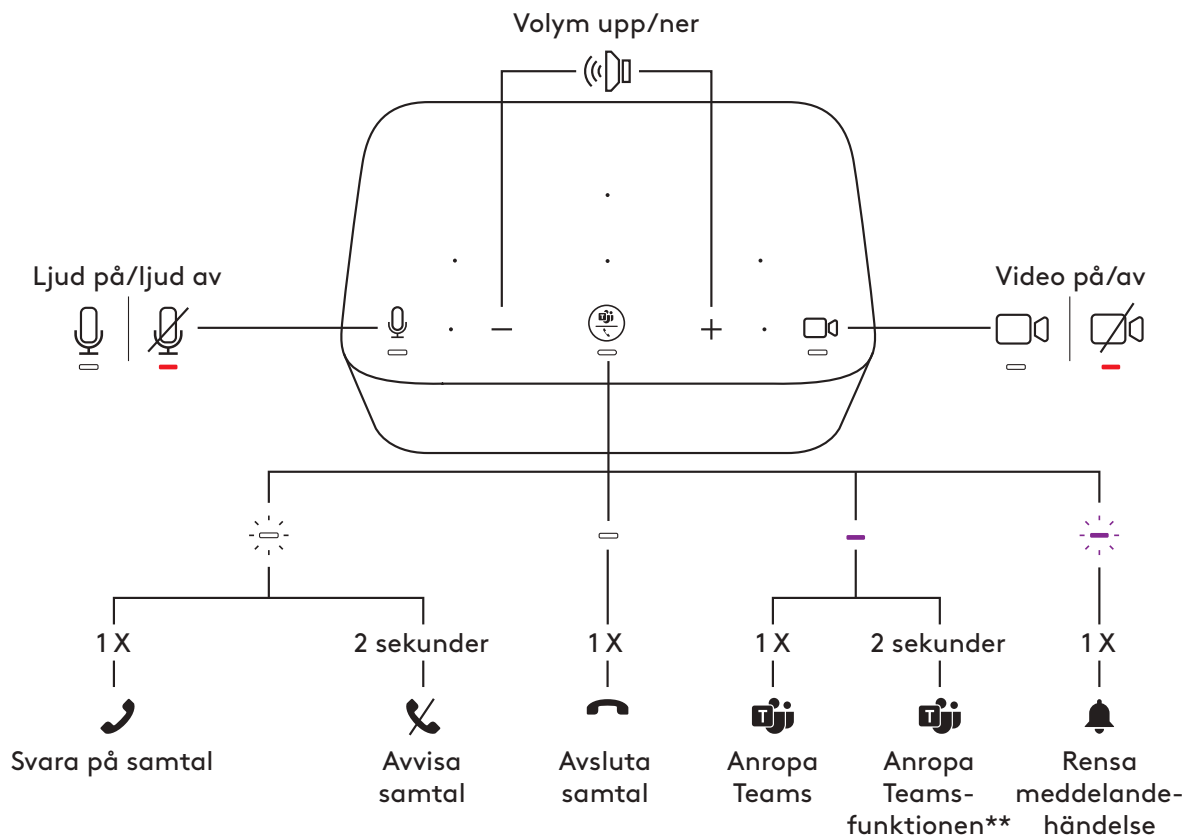 Volym upp/ner
Ljud på/ljud av
Video på/av
1 X
2 sekunder
1 X
1 X
2 sekunder
1 X
Svara på samtal
Avvisa
samtal
Avsluta
samtal
Anropa
Teams
Anropa
Teams-
funktionen**
Rensa
meddelande-
händelse